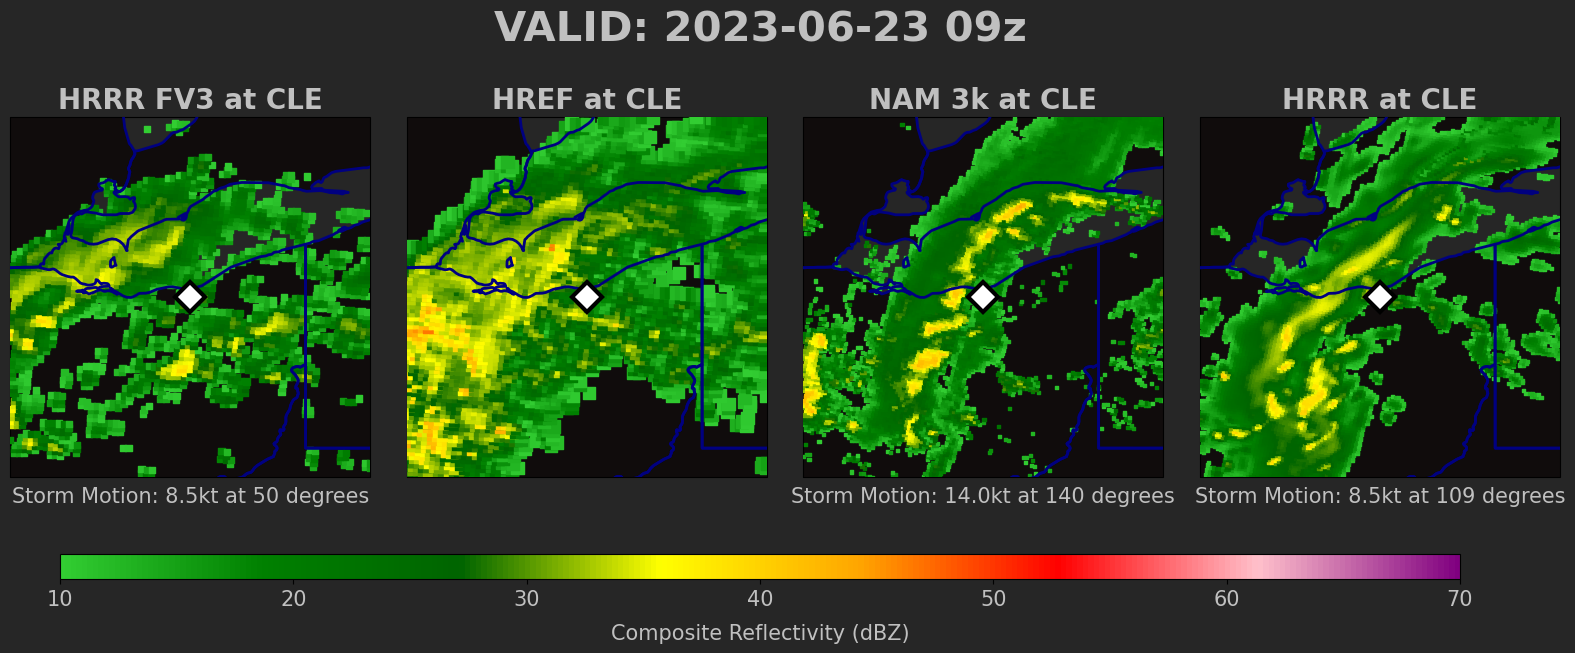 VALID: 2023-06-23 09z
HRRR FV3 at CLE
HREF at CLE
NAM 3k at CLE
HRRR at CLE
Storm Motion: 8.5kt at 50 degrees
Storm Motion: 14.0kt at 140 degrees
Storm Motion: 8.5kt at 109 degrees
10 20 30 40 50 60 70
Composite Reflectivity (dBZ)